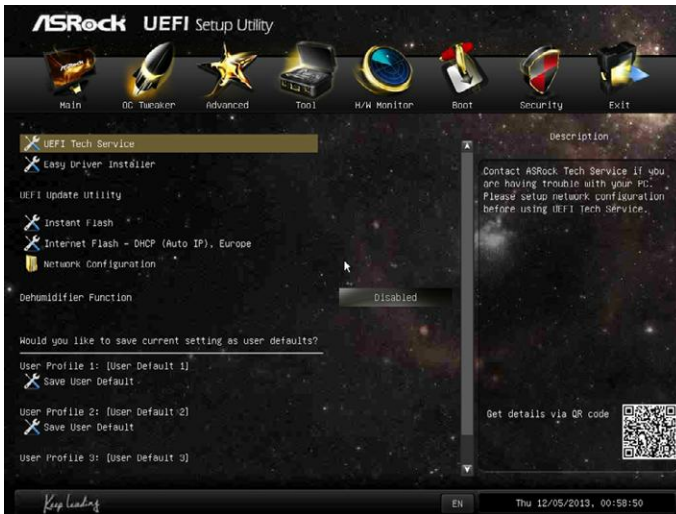 ASRock UEFI Setup Utility
Main OC Tweaker Advanced Tool H/W Monitor Boot Security Exit
UEFI Tech Service
Easy Driver Installer
UEFI Update Utility
Instant Flash
Internet Flash - DHCP (Auto IP), Europe
Network Configuration
Dehumidifier Function Disabled
Would you like to save current setting as user defaults?
User Profile 1: [User Default 1]
Save User Default
User Profile 2: [User Default 2]
Save User Default
User Profile 3: [User Default 3]
Description
Contact ASRock Tech Service if you
are having trouble with your PC.
Please setup network configuration
before using UEFI Tech Service.
Get details via QR code
Keep Leading
EN Thu 12/05/2013, 00:58:50